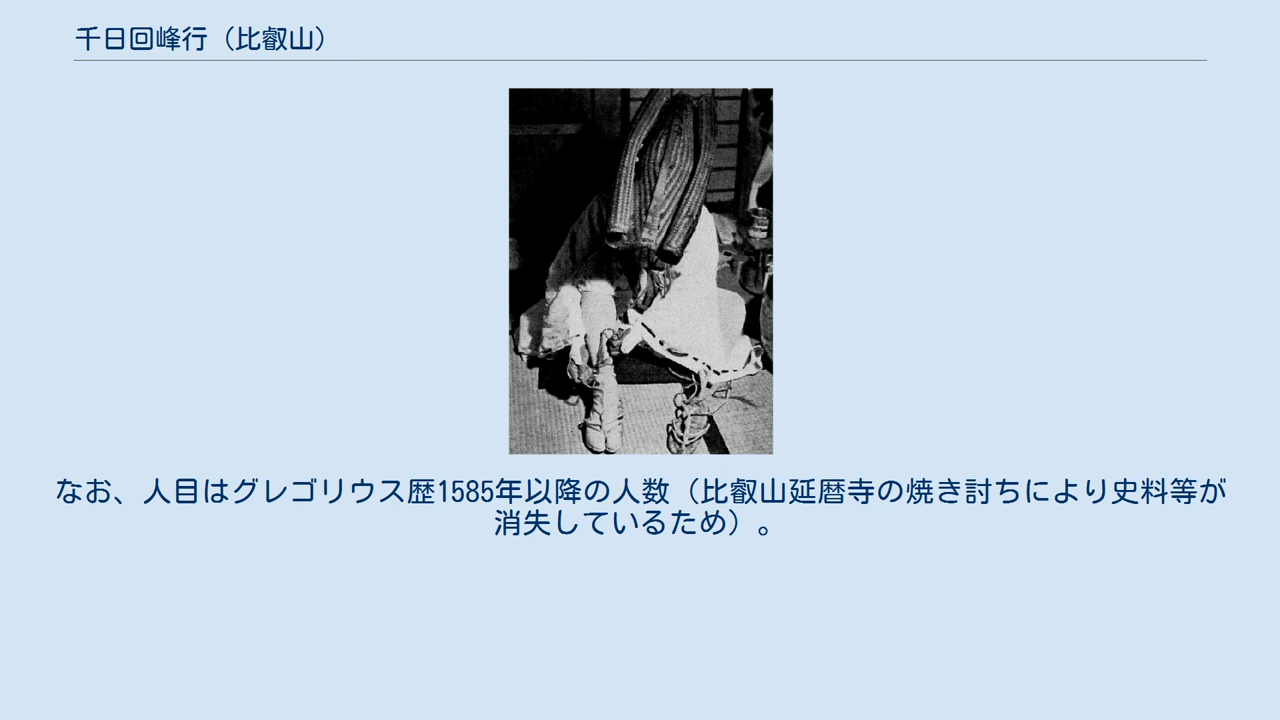 千日回峰行（比叡山）
なお、人目はグレゴリウス歴1585年以降の人数（比叡山延暦寺の焼き討ちにより史料等が
消失しているため）。